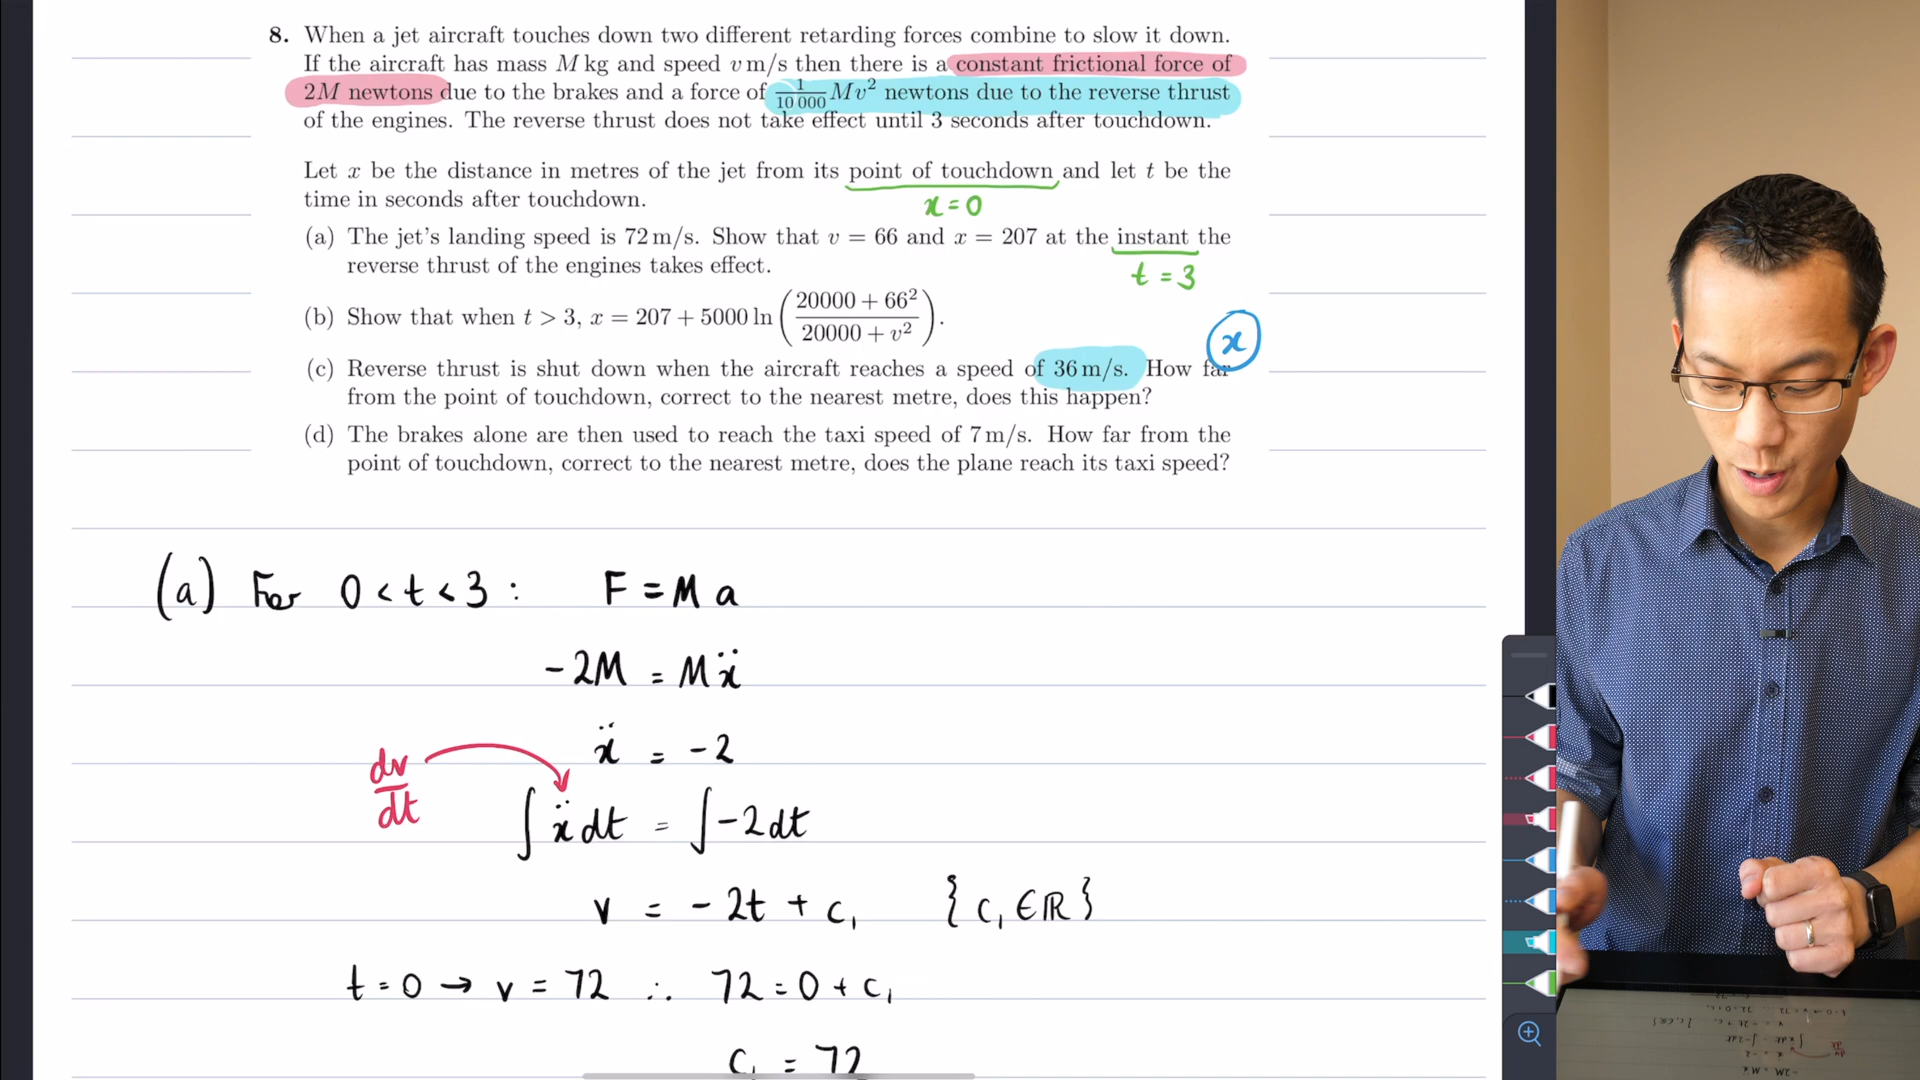 8. When a jet aircraft touches down two different retarding forces combine to slow it down.
If the aircraft has mass M kg and speed v m/s then there is a constant frictional force of
2M newtons due to the brakes and a force of 1/10 000 Mv² newtons due to the reverse thrust
of the engines. The reverse thrust does not take effect until 3 seconds after touchdown.
Let x be the distance in metres of the jet from its point of touchdown and let t be the
time in seconds after touchdown.
x = 0
(a) The jet's landing speed is 72 m/s. Show that v = 66 and x = 207 at the instant the
reverse thrust of the engines takes effect.
t = 3
(b) Show that when t > 3, x = 207 + 5000 ln((20000 + 66²)/(20000 + v²)).
x
(c) Reverse thrust is shut down when the aircraft reaches a speed of 36 m/s. How far
from the point of touchdown, correct to the nearest metre, does this happen?
(d) The brakes alone are then used to reach the taxi speed of 7 m/s. How far from the
point of touchdown, correct to the nearest metre, does the plane reach its taxi speed?
(a) For 0 < t < 3 : F = M a
-2M = Mẍ
ẍ = -2
dv/dt
∫ẍ dt = ∫-2dt
v = -2t + c₁ {c₁ ∈ ℝ}
t = 0 → v = 72 ∴ 72 = 0 + c₁
c₁ = 72